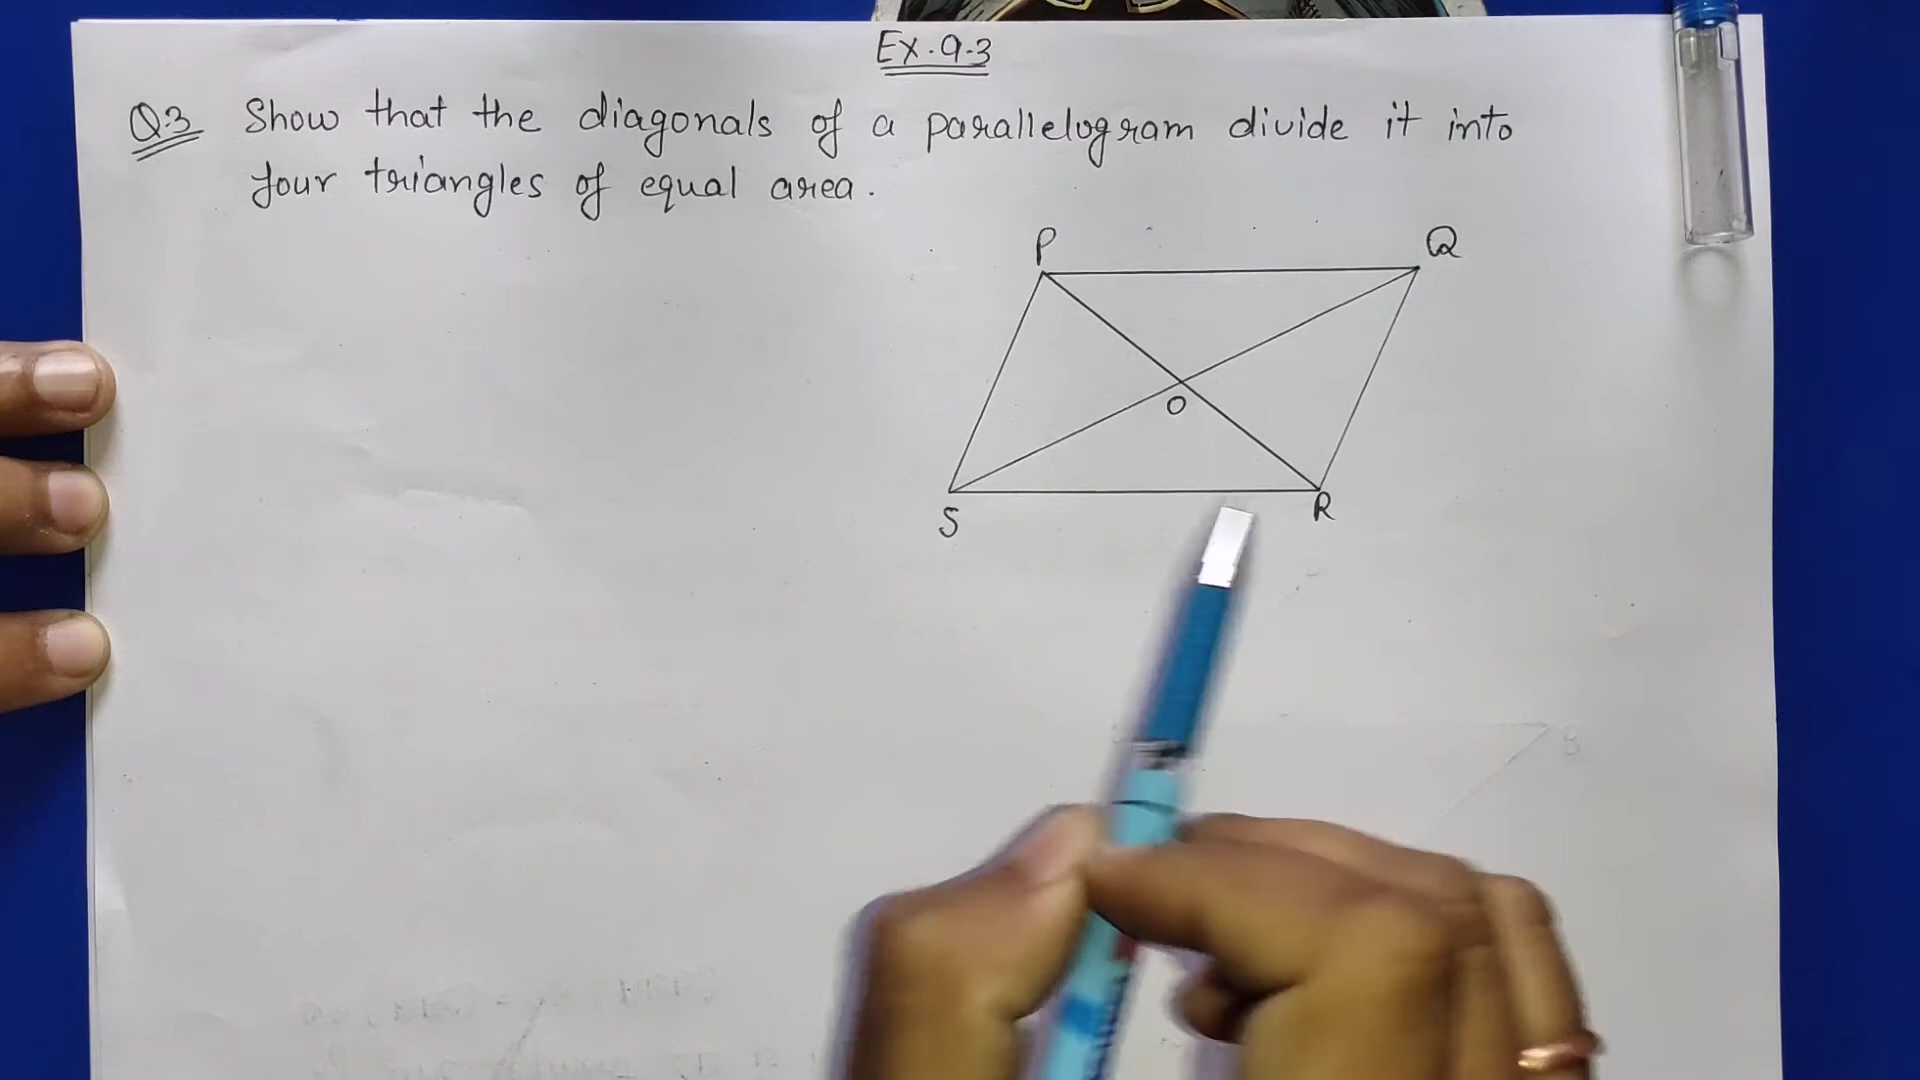 Ex. 9.3
Q3 Show that the diagonals of a parallelogram divide it into
four triangles of equal area.
P
Q
O
S
R
B